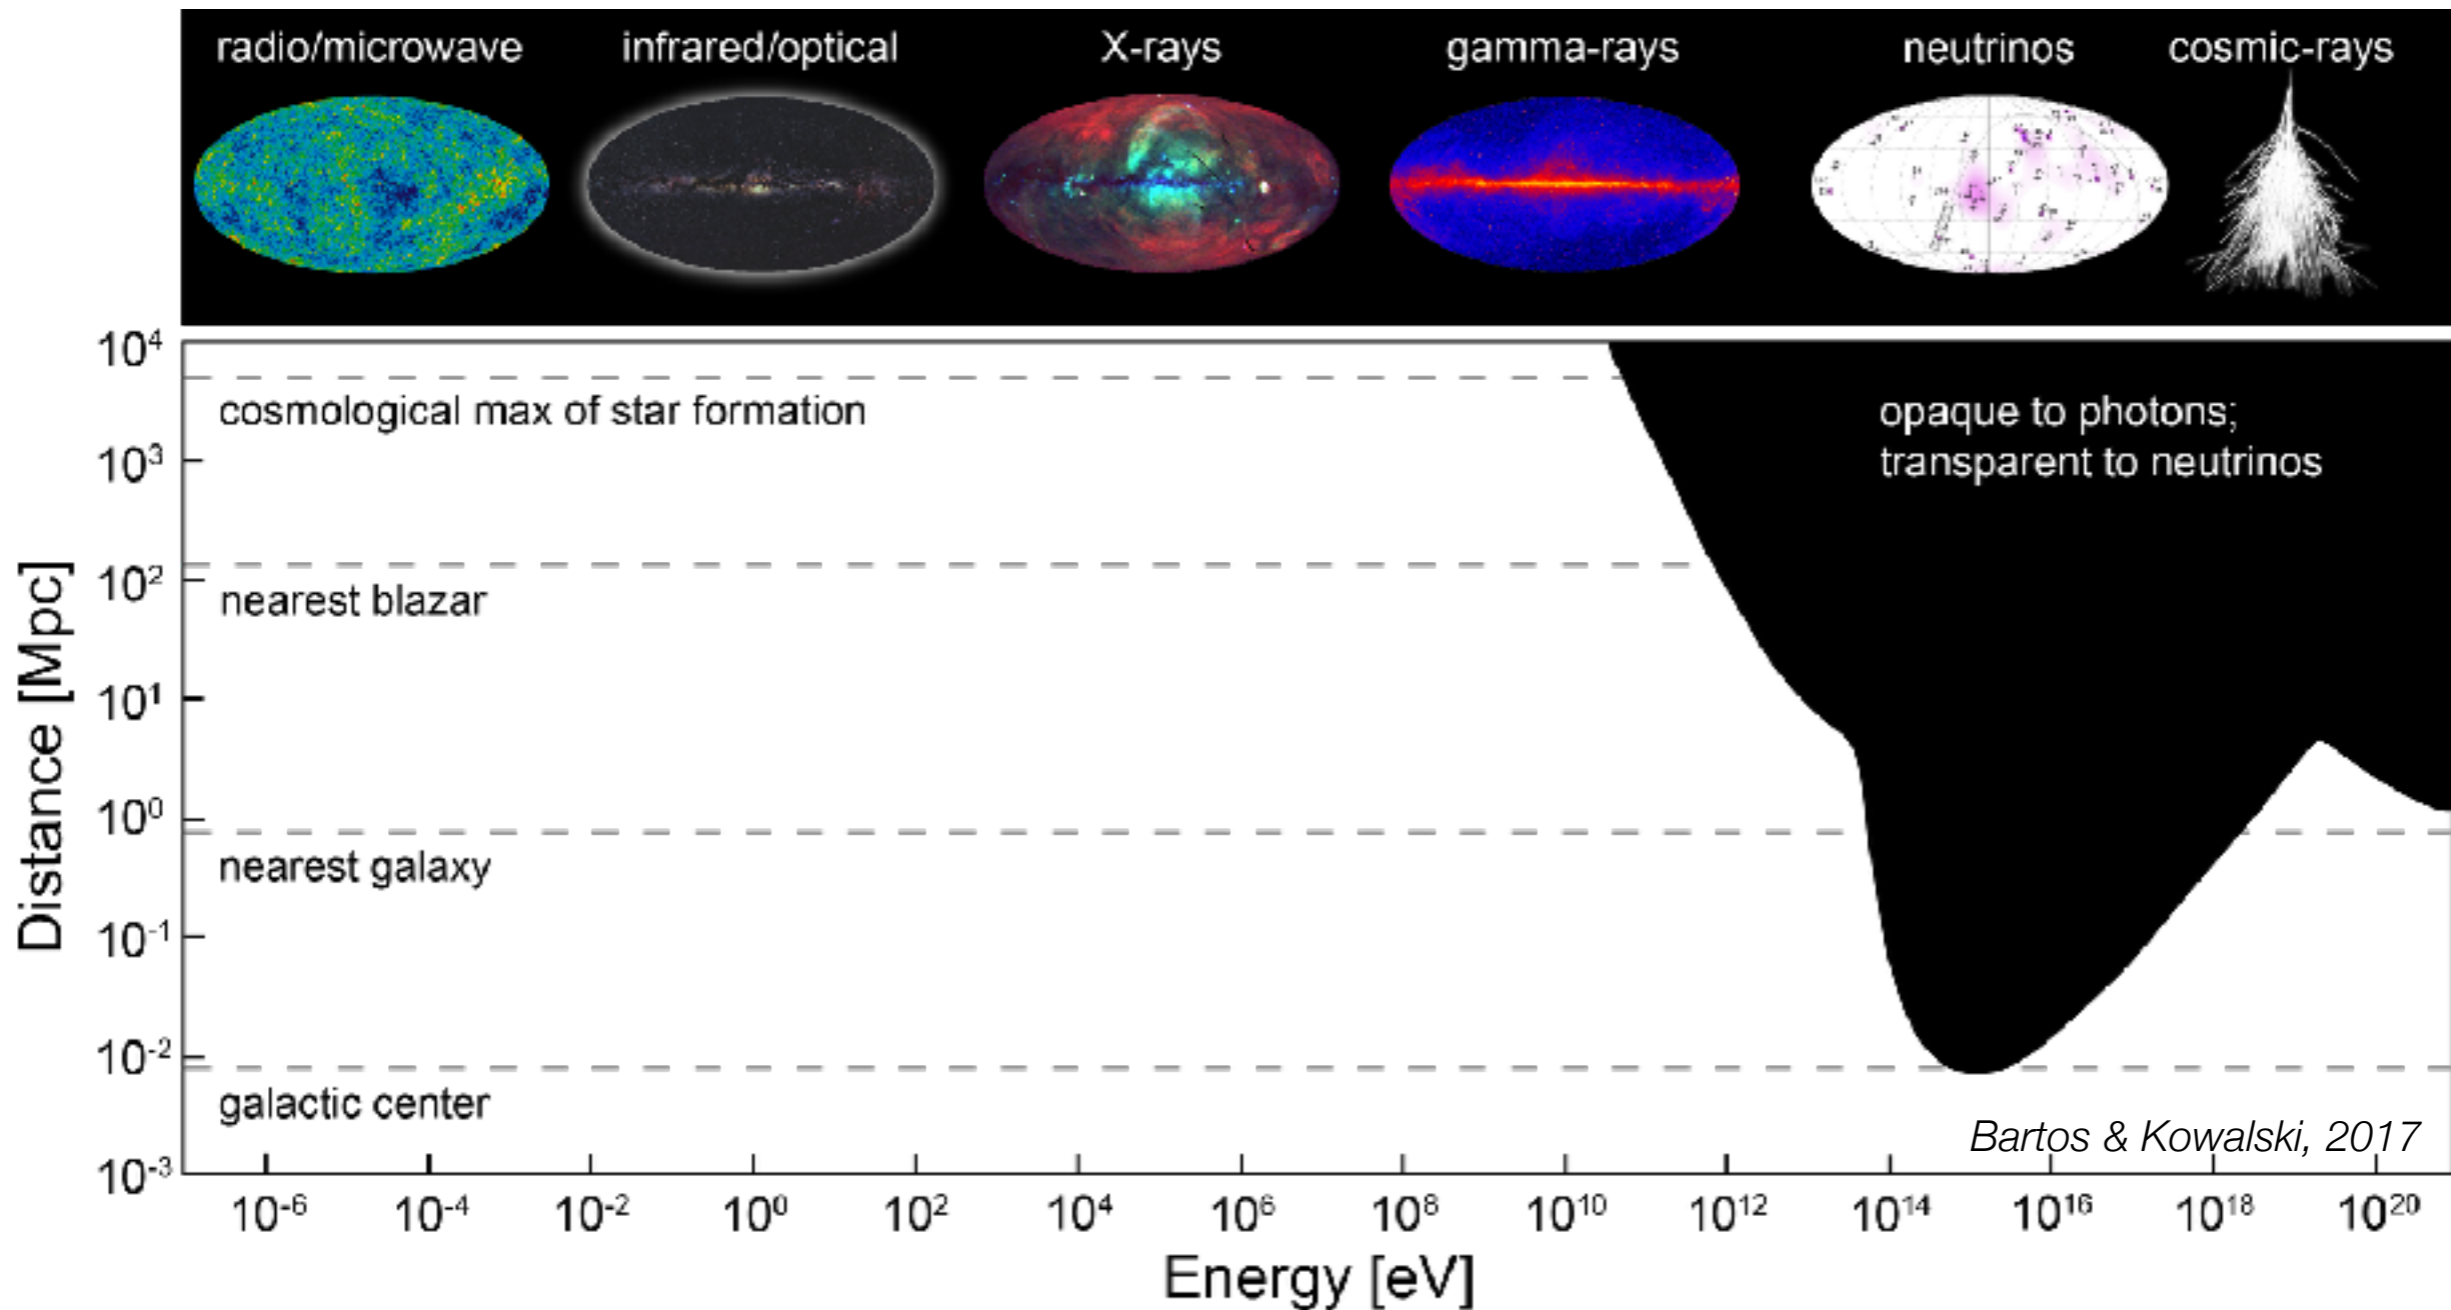 radio/microwave
infrared/optical
X-rays
gamma-rays
neutrinos
cosmic-rays
10⁴
cosmological max of star formation
opaque to photons;
transparent to neutrinos
10³
10²
nearest blazar
10¹
10⁰
nearest galaxy
10⁻¹
10⁻²
galactic center
Bartos & Kowalski, 2017
10⁻³
Distance [Mpc]
10⁻⁶ 10⁻⁴ 10⁻² 10⁰ 10² 10⁴ 10⁶ 10⁸ 10¹⁰ 10¹² 10¹⁴ 10¹⁶ 10¹⁸ 10²⁰
Energy [eV]